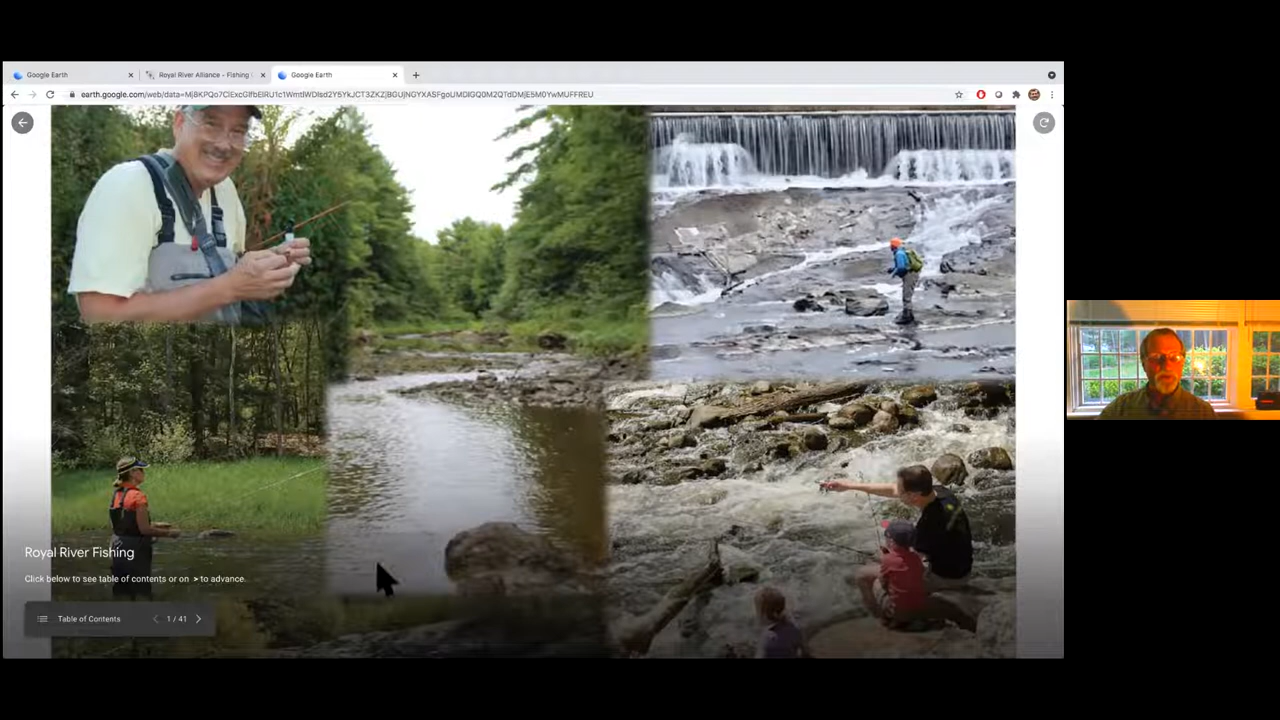 Google Earth
Royal River Alliance - Fishing
Google Earth
Royal River Fishing
Click below to see table of contents or on > to advance.
Table of Contents
1 / 41